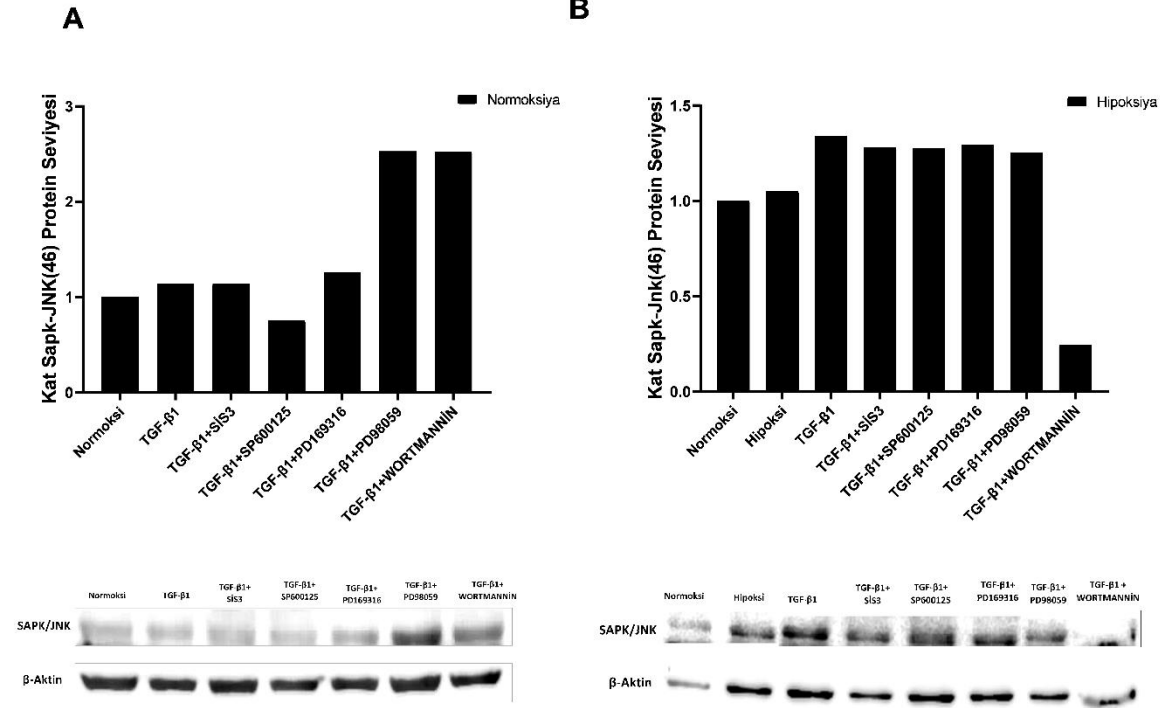 A
B
Kat Sapk-JNK(46) Protein Seviyesi
Normoksiya
3
2
1
0
Normoksi
TGF-β1
TGF-β1+SİS3
TGF-β1+SP600125
TGF-β1+PD169316
TGF-β1+PD98059
TGF-β1+WORTMANNİN
Kat Sapk-Jnk(46) Protein Seviyesi
Hipoksiya
1.5
1.0
0.5
0.0
Normoksi
Hipoksi
TGF-β1
TGF-β1+SİS3
TGF-β1+SP600125
TGF-β1+PD169316
TGF-β1+PD98059
TGF-β1+WORTMANNİN
Normoksi
TGF-β1
TGF-β1+
SİS3
TGF-β1+
SP600125
TGF-β1+
PD169316
TGF-β1+
PD98059
TGF-β1+
WORTMANNİN
SAPK/JNK
β-Aktin
Normoksi
Hipoksi
TGF-β1
TGF-β1+
SİS3
TGF-β1+
SP600125
TGF-β1+
PD169316
TGF-β1+
PD98059
TGF-β1 +
WORTMANNİN
SAPK/JNK
β-Aktin